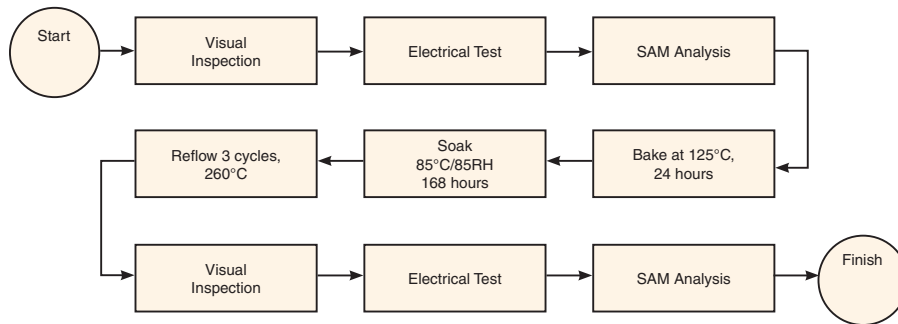 Start
Visual
Inspection
Electrical Test
SAM Analysis
Bake at 125°C,
24 hours
Soak
85°C/85RH
168 hours
Reflow 3 cycles,
260°C
Visual
Inspection
Electrical Test
SAM Analysis
Finish